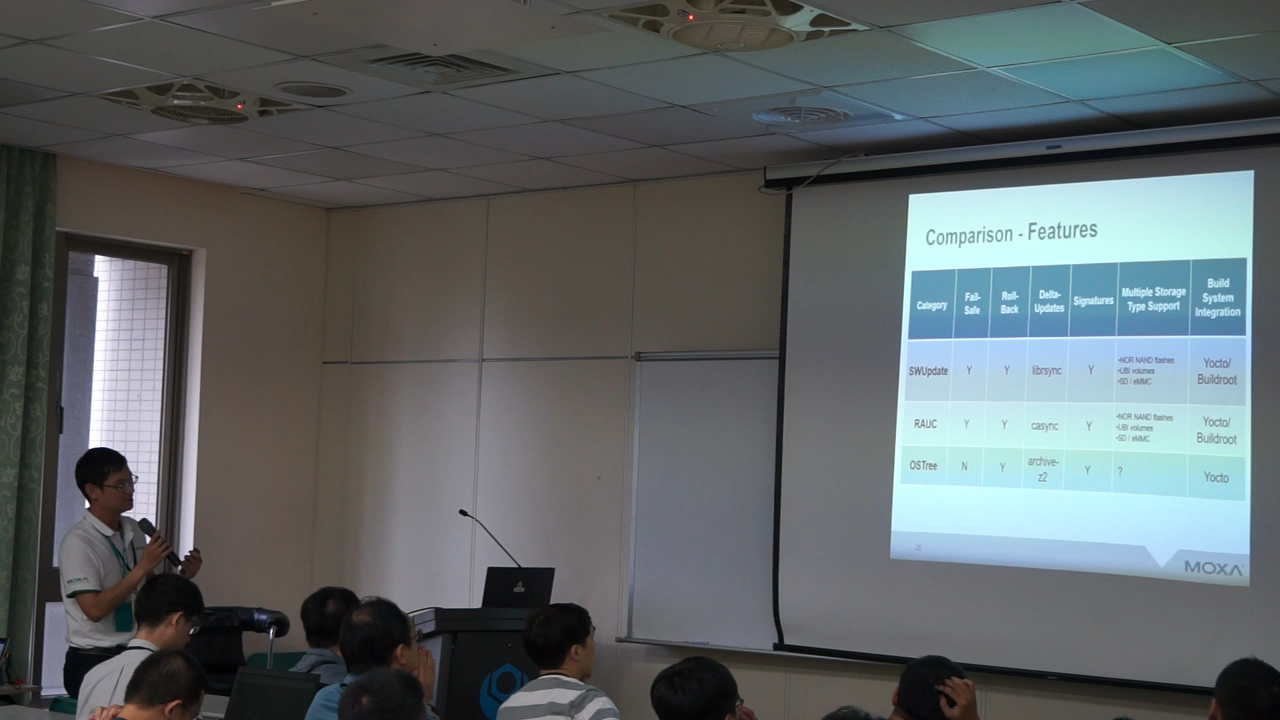 Comparison - Features
Category
Fail-
Safe
Roll-
Back
Delta-
Updates
Signatures
Multiple Storage
Type Support
Build
System
Integration
SWUpdate
Y
Y
librsync
Y
•NOR NAND flashes
•UBI volumes
•SD / eMMC
Yocto/
Buildroot
RAUC
Y
Y
casync
Y
•NOR NAND flashes
•UBI volumes
•SD / eMMC
Yocto/
Buildroot
OSTree
N
Y
archive-
z2
Y
?
Yocto
MOXA
MOXA